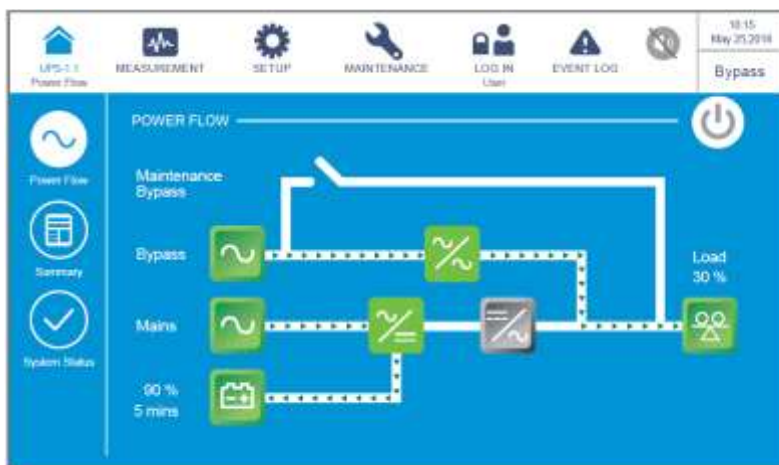 UPS-1.1
Power Flow
MEASUREMENT
SETUP
MAINTENANCE
LOG IN
User
EVENT LOG
10:15
May 25,2014
Bypass
POWER FLOW
Power Flow
Summary
System Status
Maintenance
Bypass
Bypass
Mains
90 %
5 mins
Load
30 %